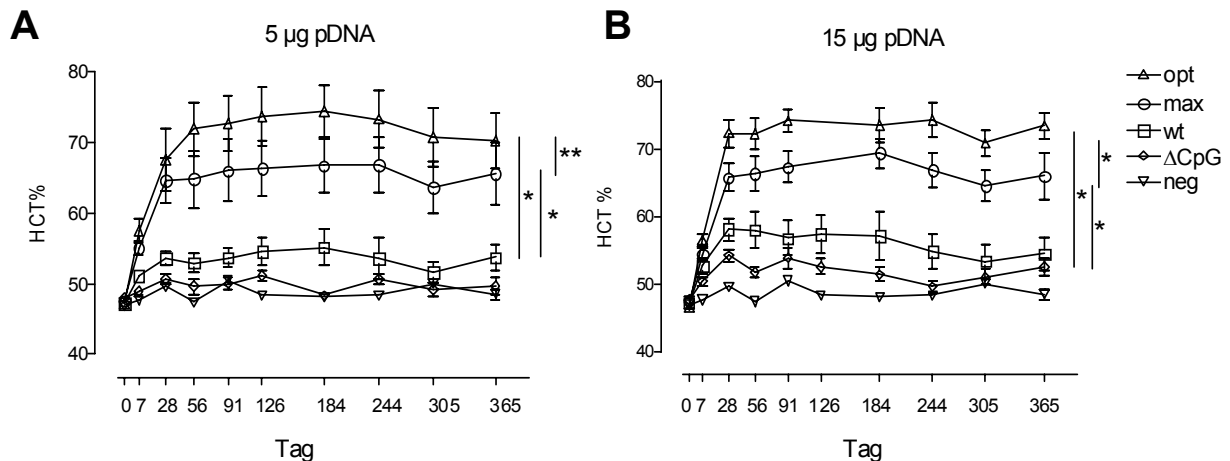 A
5 µg pDNA
80
70
60
50
40
HCT%
0 7 28 56 91 126 184 244 305 365
Tag
**
*
*
B
15 µg pDNA
80
70
60
50
40
HCT%
0 7 28 56 91 126 184 244 305 365
Tag
*
*
*
opt
max
wt
ΔCpG
neg